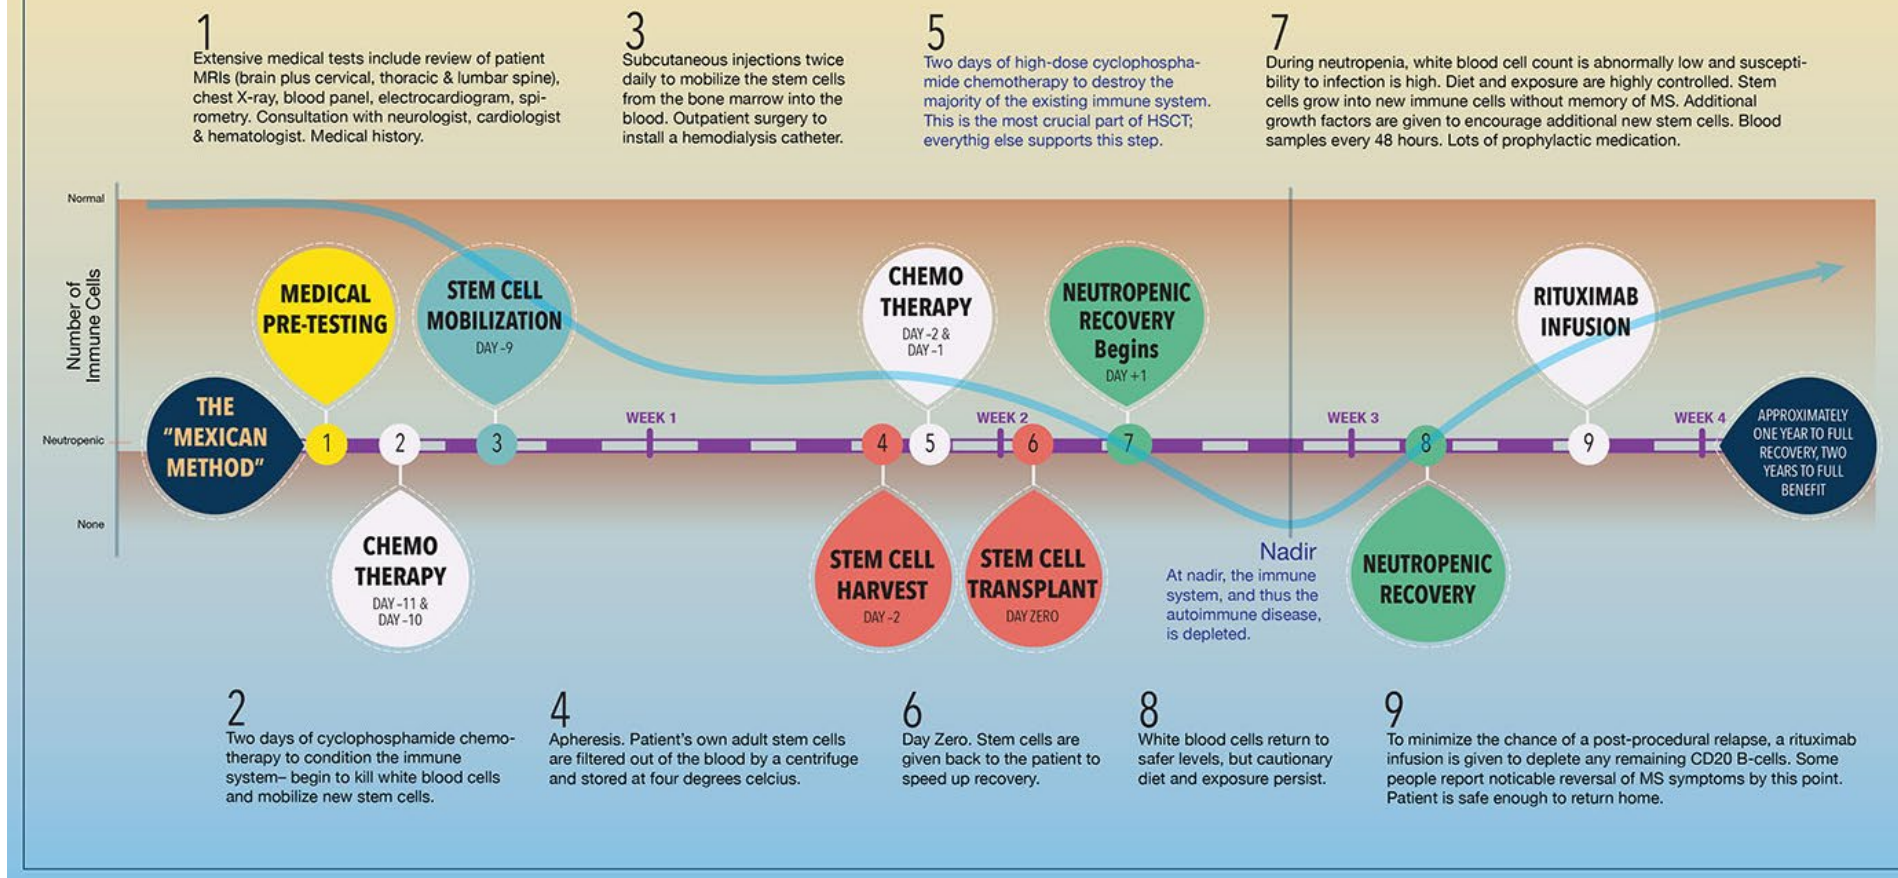 1
Extensive medical tests include review of patient
MRIs (brain plus cervical, thoracic & lumbar spine),
chest X-ray, blood panel, electrocardiogram, spi-
rometry. Consultation with neurologist, cardiologist
& hematologist. Medical history.
3
Subcutaneous injections twice
daily to mobilize the stem cells
from the bone marrow into the
blood. Outpatient surgery to
install a hemodialysis catheter.
5
Two days of high-dose cyclophospha-
mide chemotherapy to destroy the
majority of the existing immune system.
This is the most crucial part of HSCT;
everythig else supports this step.
7
During neutropenia, white blood cell count is abnormally low and suscepti-
bility to infection is high. Diet and exposure are highly controlled. Stem
cells grow into new immune cells without memory of MS. Additional
growth factors are given to encourage additional new stem cells. Blood
samples every 48 hours. Lots of prophylactic medication.
Normal
Number of
Immune Cells
Neutropenic
None
THE
"MEXICAN
METHOD"
MEDICAL
PRE-TESTING
1
2
CHEMO
THERAPY
DAY -11 &
DAY -10
STEM CELL
MOBILIZATION
DAY -9
3
WEEK 1
4
STEM CELL
HARVEST
DAY -2
CHEMO
THERAPY
DAY -2 &
DAY -1
5
WEEK 2
6
STEM CELL
TRANSPLANT
DAY ZERO
NEUTROPENIC
RECOVERY
Begins
DAY +1
7
Nadir
At nadir, the immune
system, and thus the
autoimmune disease,
is depleted.
WEEK 3
8
NEUTROPENIC
RECOVERY
RITUXIMAB
INFUSION
9
WEEK 4
APPROXIMATELY
ONE YEAR TO FULL
RECOVERY, TWO
YEARS TO FULL
BENEFIT
2
Two days of cyclophosphamide chemo-
therapy to condition the immune
system– begin to kill white blood cells
and mobilize new stem cells.
4
Apheresis. Patient's own adult stem cells
are filtered out of the blood by a centrifuge
and stored at four degrees celcius.
6
Day Zero. Stem cells are
given back to the patient to
speed up recovery.
8
White blood cells return to
safer levels, but cautionary
diet and exposure persist.
9
To minimize the chance of a post-procedural relapse, a rituximab
infusion is given to deplete any remaining CD20 B-cells. Some
people report noticable reversal of MS symptoms by this point.
Patient is safe enough to return home.